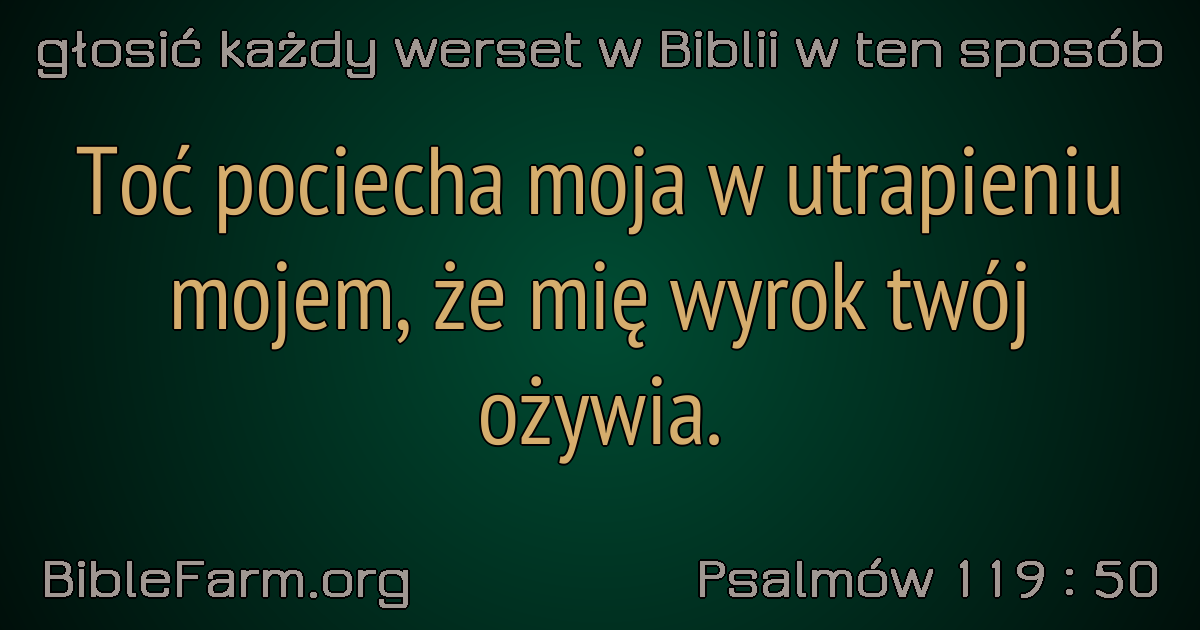 głosić każdy werset w Biblii w ten sposób
Toć pociecha moja w utrapieniu
mojem, że mię wyrok twój
ożywia.
BibleFarm.org
Psalmów 119 : 50